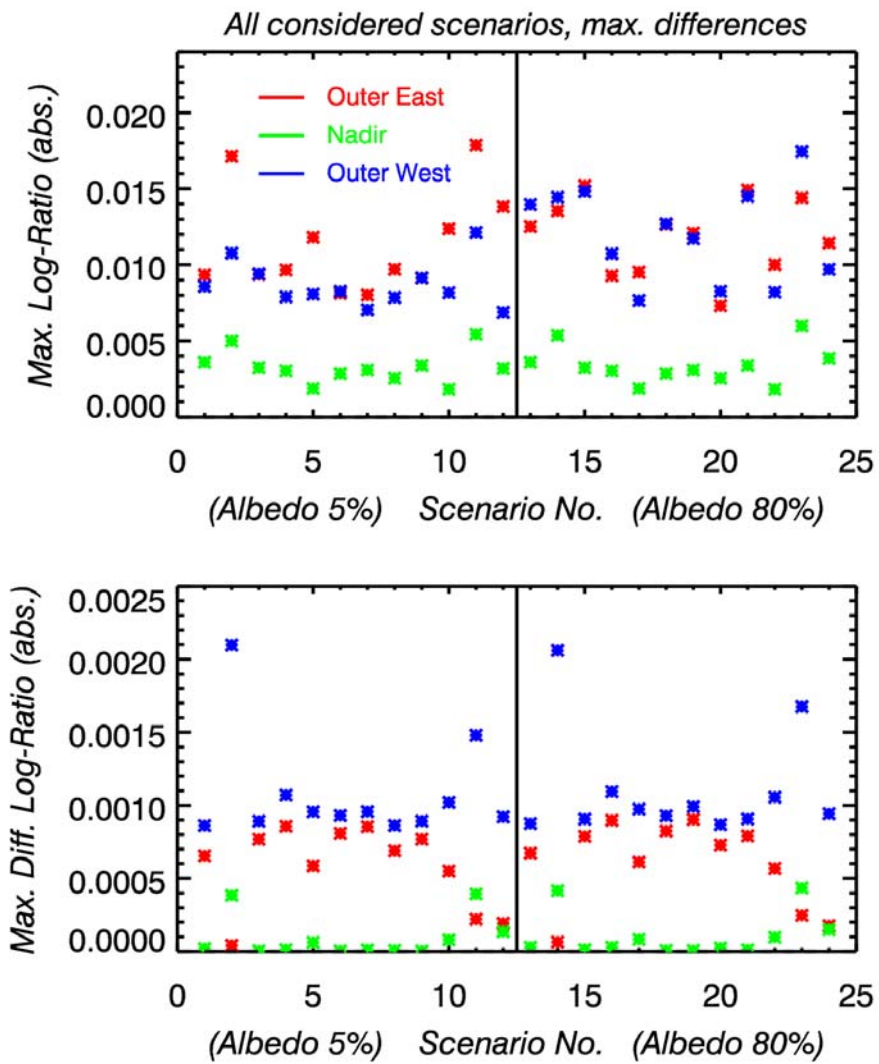 All considered scenarios, max. differences
Max. Log-Ratio (abs.)
0.020
0.015
0.010
0.005
0.000
Outer East
Nadir
Outer West
0 5 10 15 20 25
(Albedo 5%) Scenario No. (Albedo 80%)
Max. Diff. Log-Ratio (abs.)
0.0025
0.0020
0.0015
0.0010
0.0005
0.0000
0 5 10 15 20 25
(Albedo 5%) Scenario No. (Albedo 80%)